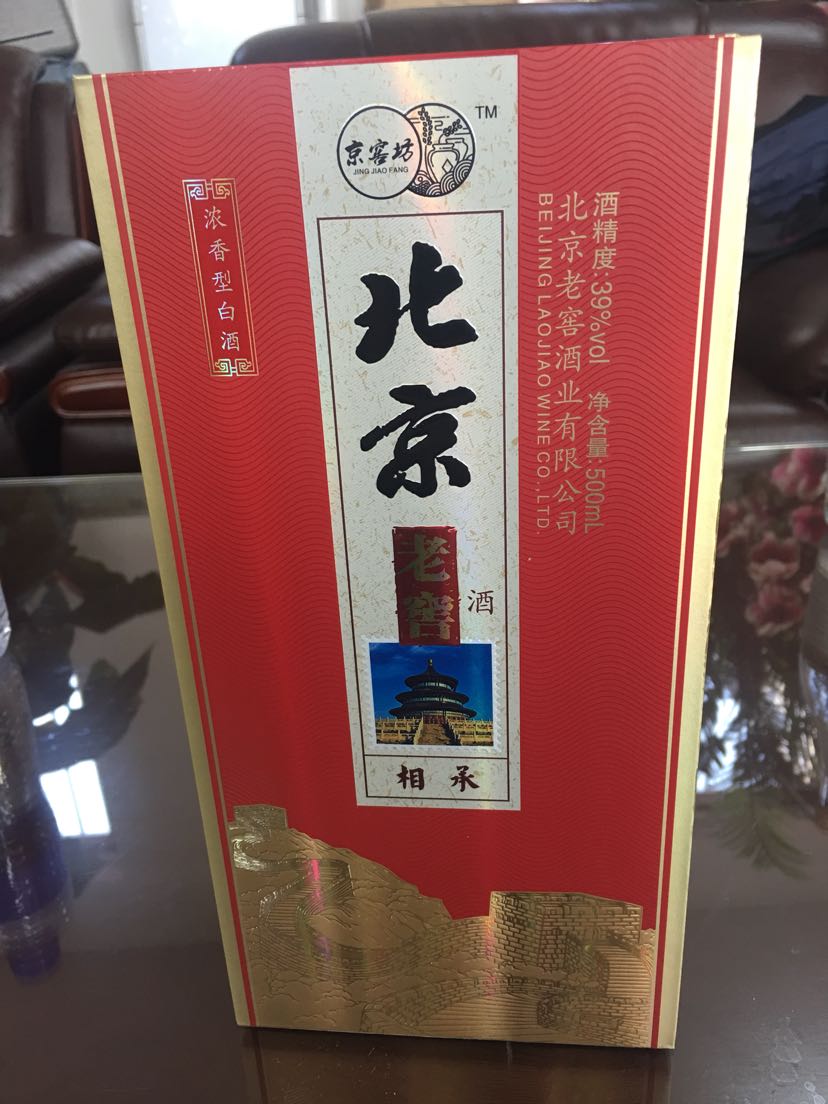 京窖坊
JING JIAO FANG
TM
浓香型白酒
北京
老窖
酒
相承
酒精度:39%vol 净含量:500mL
北京老窖酒业有限公司
BEIJING LAOJIAO WINE CO.,LTD.